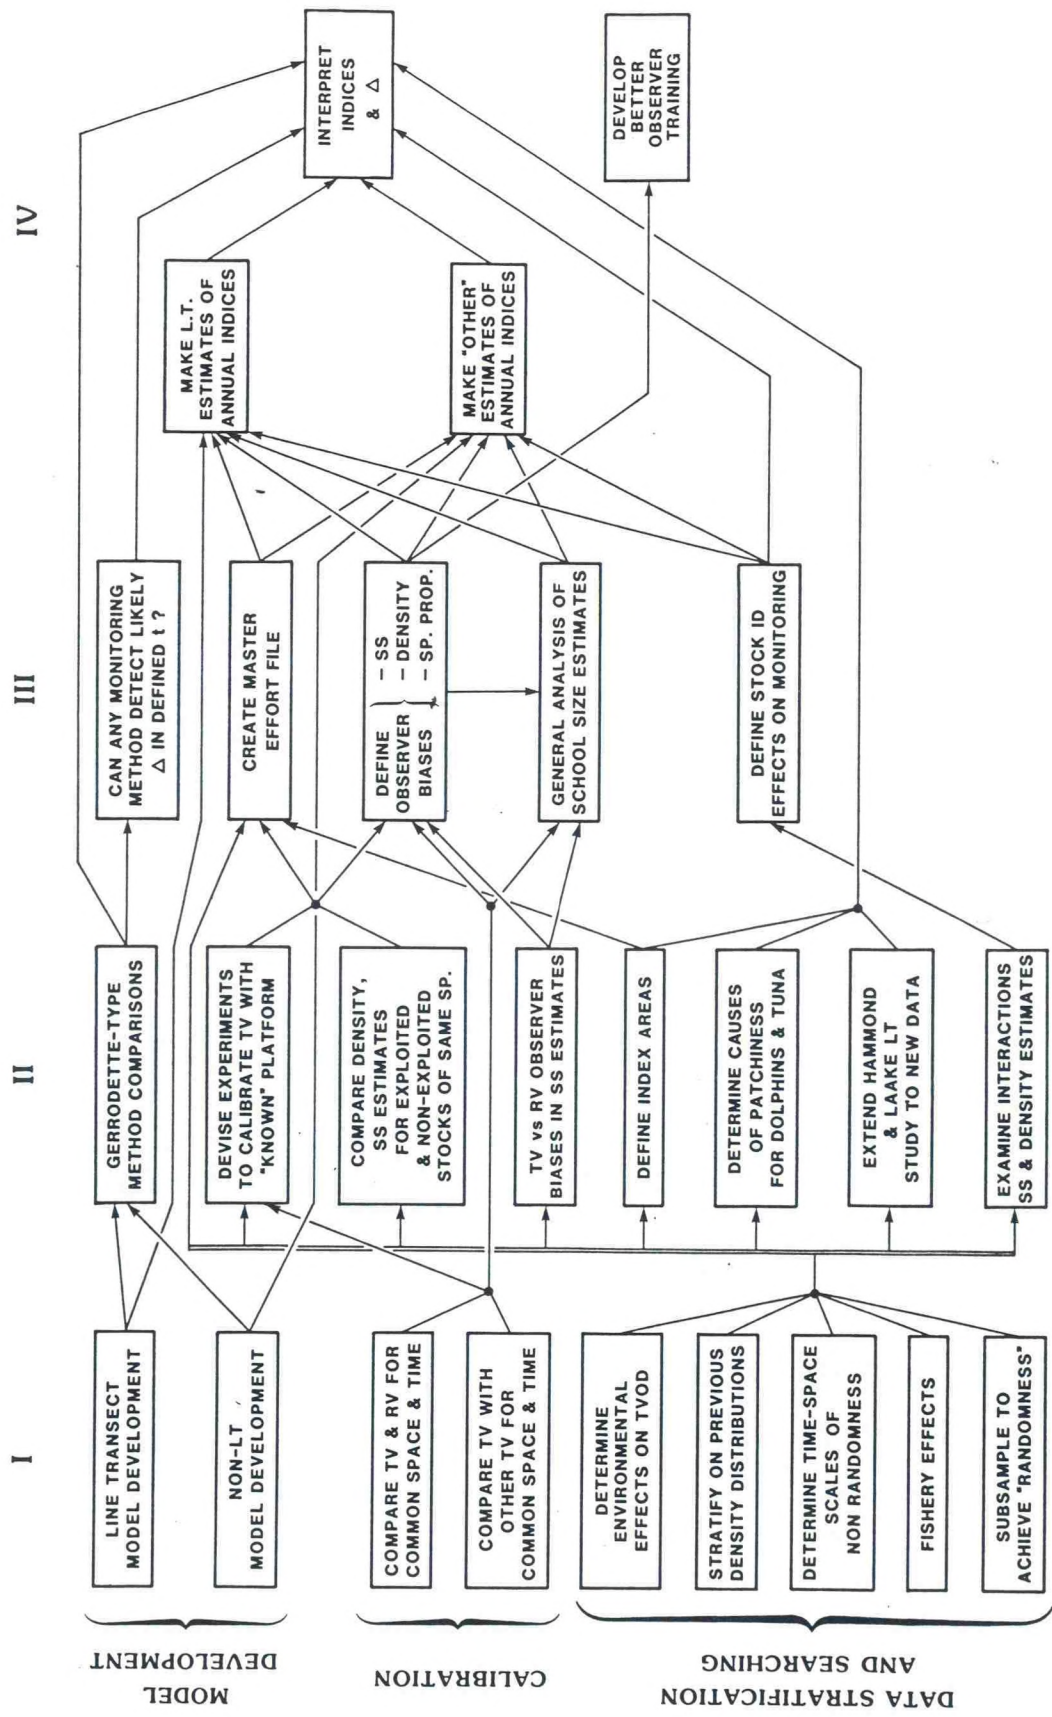 I
II
III
IV
MODEL
DEVELOPMENT
CALIBRATION
DATA STRATIFICATION
AND SEARCHING
LINE TRANSECT
MODEL DEVELOPMENT
NON-LT
MODEL DEVELOPMENT
COMPARE TV & RV FOR
COMMON SPACE & TIME
COMPARE TV WITH
OTHER TV FOR
COMMON SPACE & TIME
DETERMINE
ENVIRONMENTAL
EFFECTS ON TVOD
STRATIFY ON PREVIOUS
DENSITY DISTRIBUTIONS
DETERMINE TIME-SPACE
SCALES OF
NON RANDOMNESS
FISHERY EFFECTS
SUBSAMPLE TO
ACHIEVE "RANDOMNESS"
GERRODETTE-TYPE
METHOD COMPARISONS
DEVISE EXPERIMENTS
TO CALIBRATE TV WITH
"KNOWN" PLATFORM
COMPARE DENSITY,
SS ESTIMATES
FOR EXPLOITED
& NON-EXPLOITED
STOCKS OF SAME SP.
TV vs RV OBSERVER
BIASES IN SS ESTIMATES
DEFINE INDEX AREAS
DETERMINE CAUSES
OF PATCHINESS
FOR DOLPHINS & TUNA
EXTEND HAMMOND
& LAAKE LT
STUDY TO NEW DATA
EXAMINE INTERACTIONS
SS & DENSITY ESTIMATES
CAN ANY MONITORING
METHOD DETECT LIKELY
△ IN DEFINED t ?
CREATE MASTER
EFFORT FILE
DEFINE – SS
OBSERVER – DENSITY
BIASES – SP. PROP.
GENERAL ANALYSIS OF
SCHOOL SIZE ESTIMATES
DEFINE STOCK ID
EFFECTS ON MONITORING
MAKE L.T.
ESTIMATES OF
ANNUAL INDICES
MAKE "OTHER"
ESTIMATES OF
ANNUAL INDICES
INTERPRET
INDICES
& △
DEVELOP
BETTER
OBSERVER
TRAINING